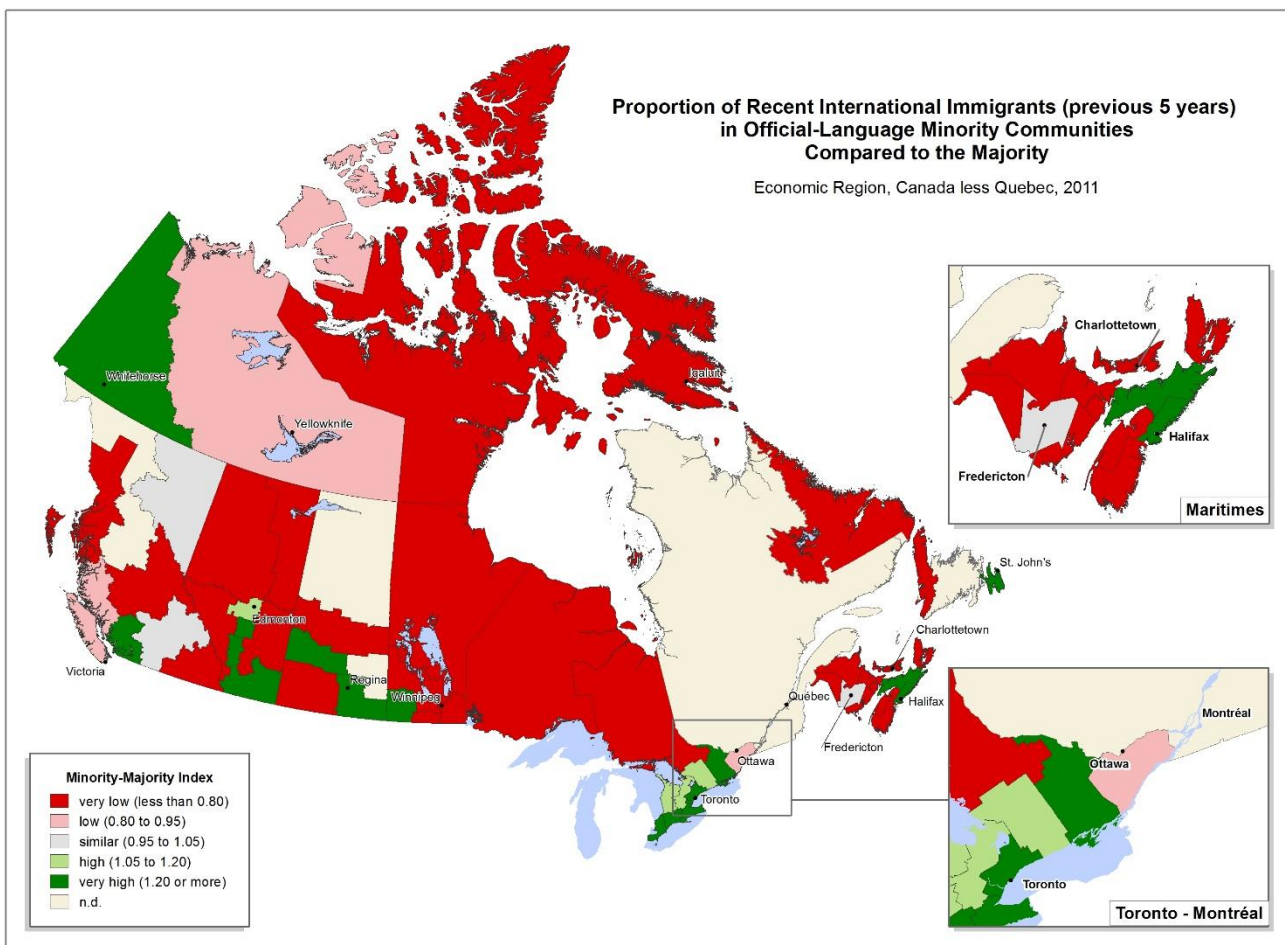 Proportion of Recent International Immigrants (previous 5 years)
in Official-Language Minority Communities
Compared to the Majority
Economic Region, Canada less Quebec, 2011
Whitehorse
Yellowknife
Iqaluit
Edmonton
Victoria
Regina
Winnipeg
St. John's
Charlottetown
Québec
Halifax
Fredericton
Ottawa
Toronto
Charlottetown
Halifax
Fredericton
Maritimes
Montréal
Ottawa
Toronto
Toronto - Montréal
Minority-Majority Index
very low (less than 0.80)
low (0.80 to 0.95)
similar (0.95 to 1.05)
high (1.05 to 1.20)
very high (1.20 or more)
n.d.